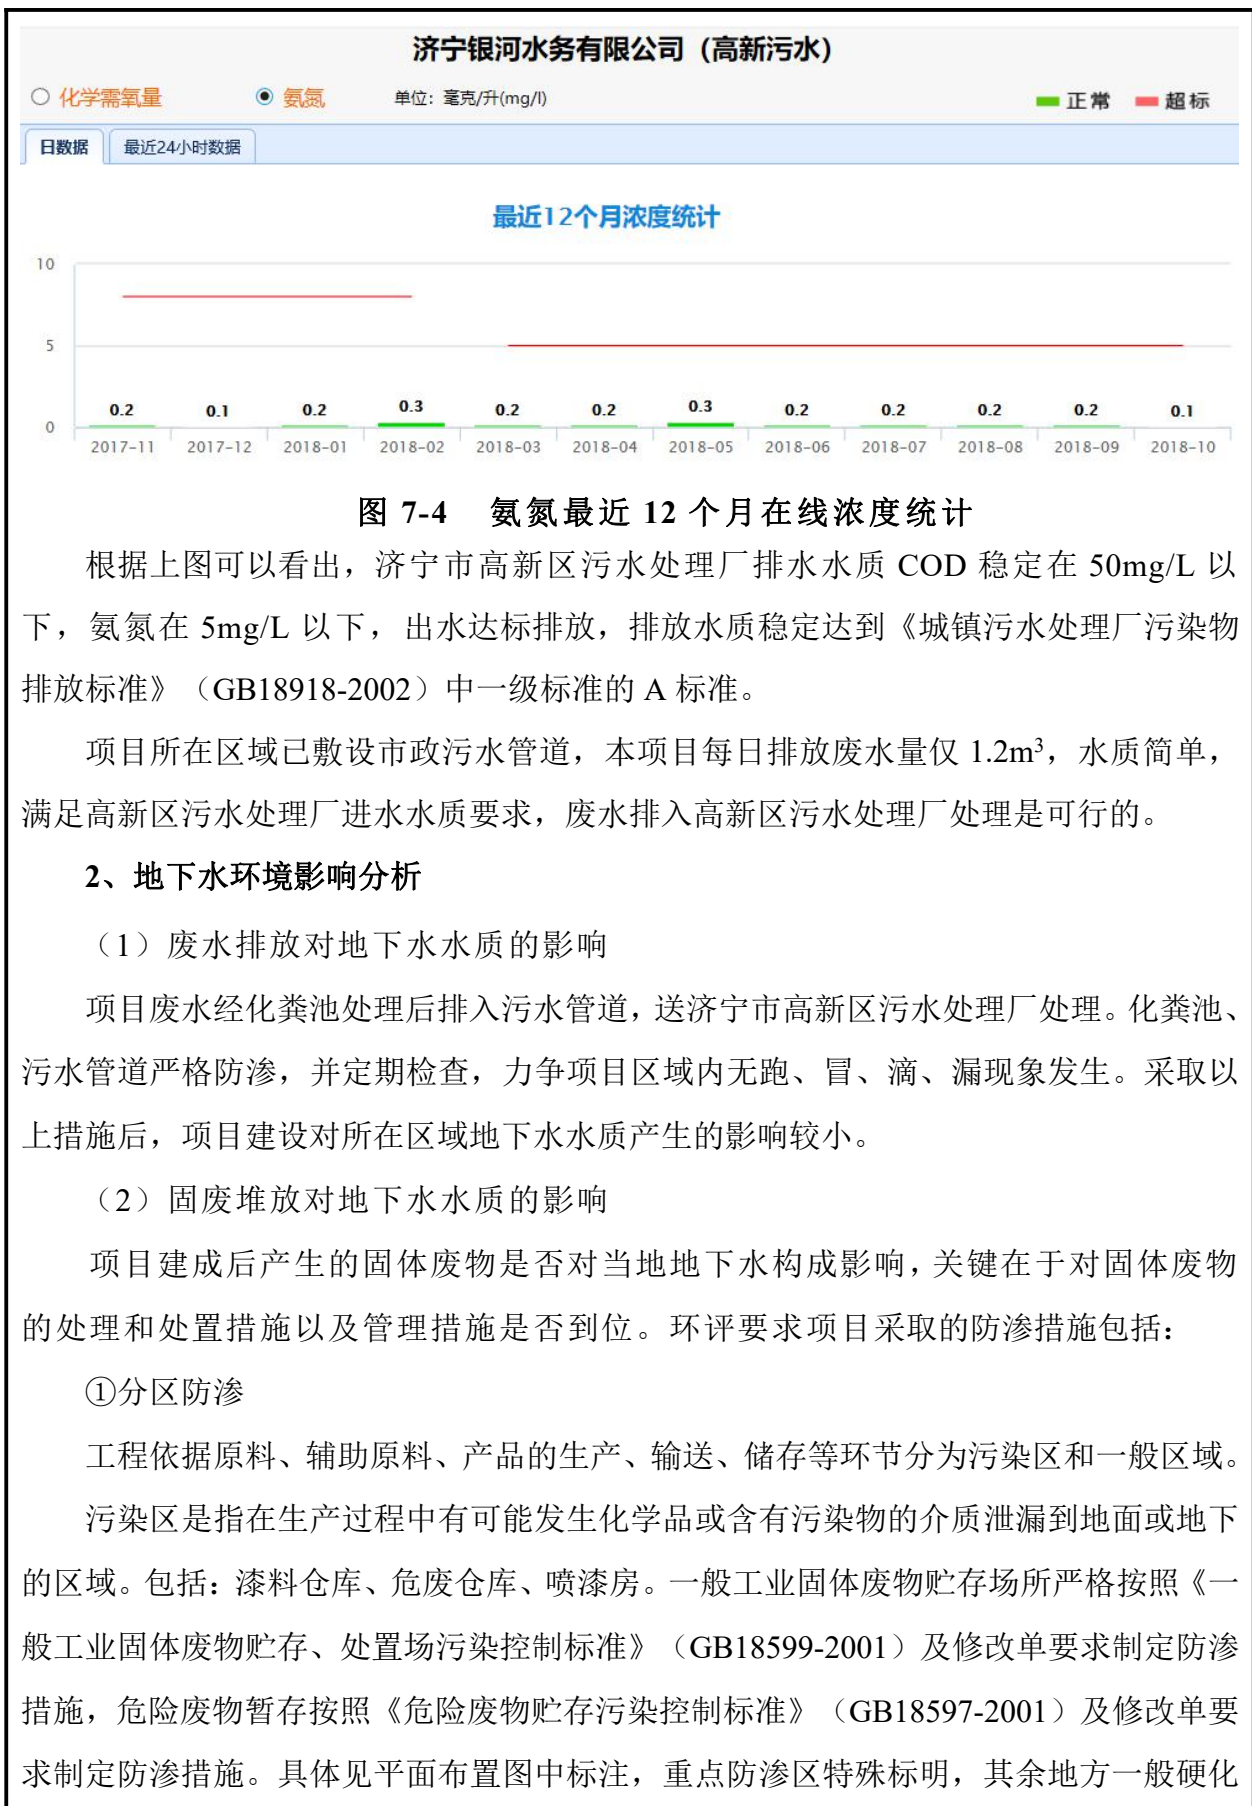 济宁银河水务有限公司（高新污水）
化学需氧量 氨氮 单位：毫克/升(mg/l) 正常 超标
日数据 最近24小时数据
最近12个月浓度统计
10
5
0
0.2 0.1 0.2 0.3 0.2 0.2 0.3 0.2 0.2 0.2 0.2 0.1
2017-11 2017-12 2018-01 2018-02 2018-03 2018-04 2018-05 2018-06 2018-07 2018-08 2018-09 2018-10
图 7-4 氨氮最近 12 个月在线浓度统计
根据上图可以看出，济宁市高新区污水处理厂排水水质 COD 稳定在 50mg/L 以
下，氨氮在 5mg/L 以下，出水达标排放，排放水质稳定达到《城镇污水处理厂污染物
排放标准》（GB18918-2002）中一级标准的 A 标准。
项目所在区域已敷设市政污水管道，本项目每日排放废水量仅 1.2m³，水质简单，
满足高新区污水处理厂进水水质要求，废水排入高新区污水处理厂处理是可行的。
2、地下水环境影响分析
（1）废水排放对地下水水质的影响
项目废水经化粪池处理后排入污水管道，送济宁市高新区污水处理厂处理。化粪池、
污水管道严格防渗，并定期检查，力争项目区域内无跑、冒、滴、漏现象发生。采取以
上措施后，项目建设对所在区域地下水水质产生的影响较小。
（2）固废堆放对地下水水质的影响
项目建成后产生的固体废物是否对当地地下水构成影响，关键在于对固体废物
的处理和处置措施以及管理措施是否到位。环评要求项目采取的防渗措施包括：
①分区防渗
工程依据原料、辅助原料、产品的生产、输送、储存等环节分为污染区和一般区域。
污染区是指在生产过程中有可能发生化学品或含有污染物的介质泄漏到地面或地下
的区域。包括：漆料仓库、危废仓库、喷漆房。一般工业固体废物贮存场所严格按照《一
般工业固体废物贮存、处置场污染控制标准》（GB18599-2001）及修改单要求制定防渗
措施，危险废物暂存按照《危险废物贮存污染控制标准》（GB18597-2001）及修改单要
求制定防渗措施。具体见平面布置图中标注，重点防渗区特殊标明，其余地方一般硬化